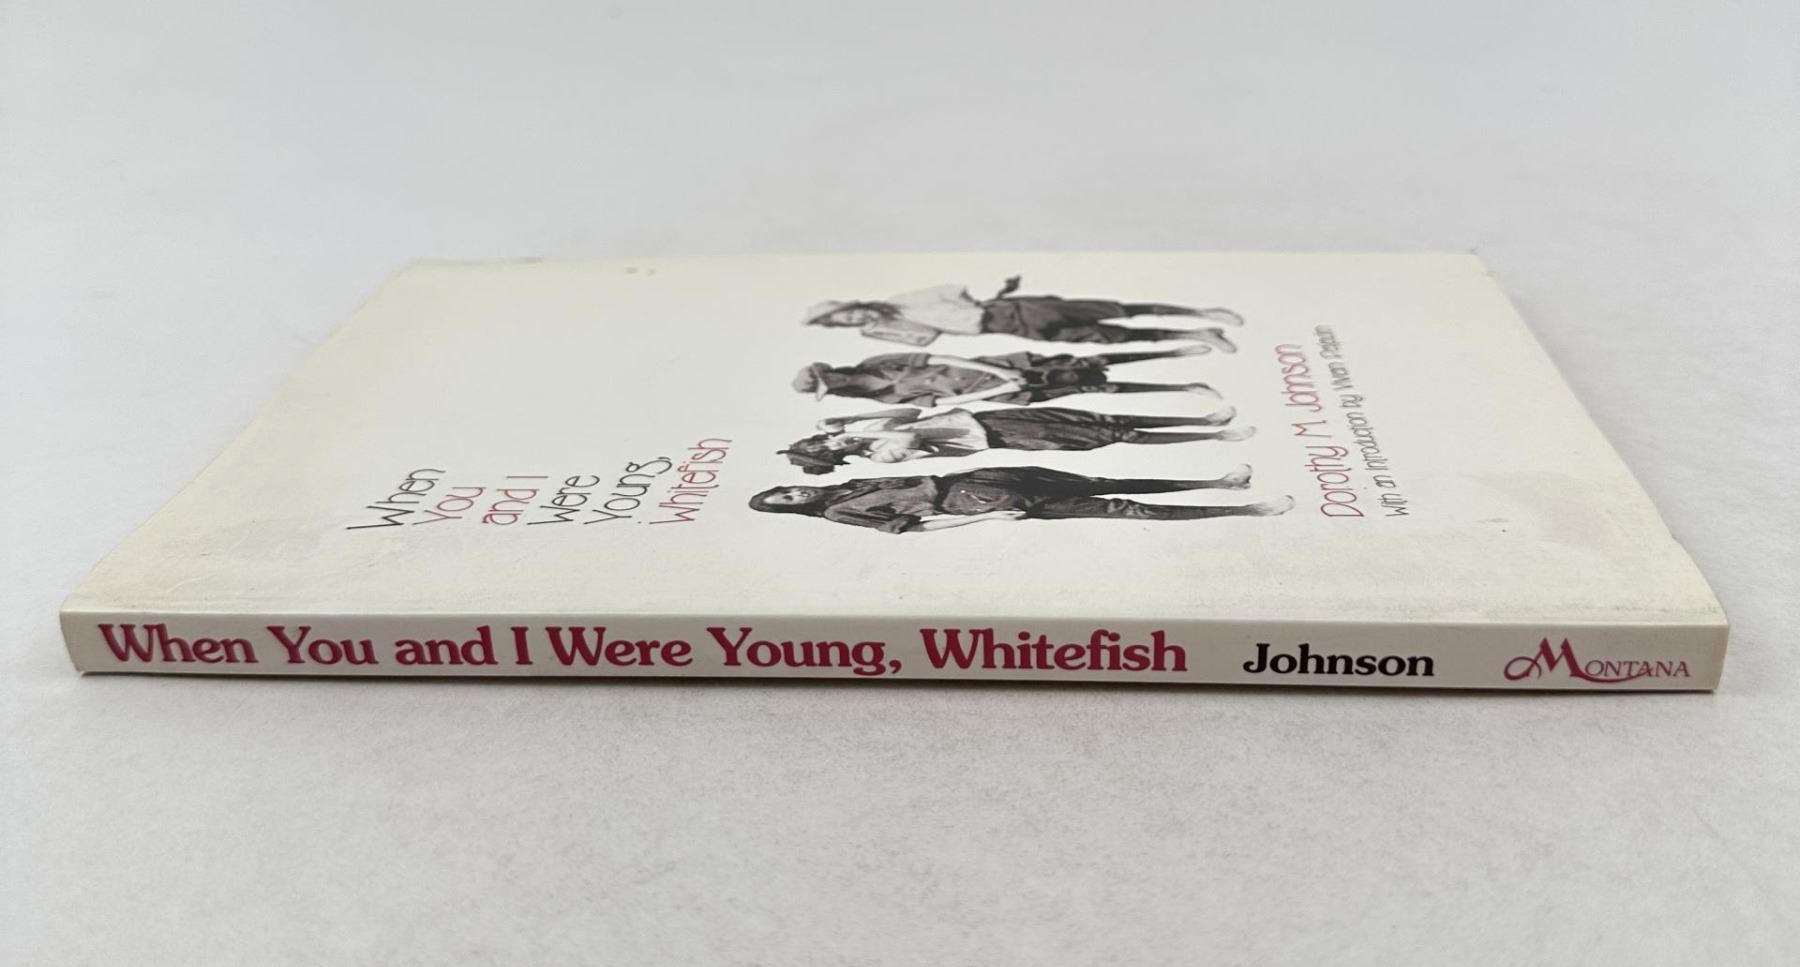 When
You
and I
Were
Young,
Whitefish
Dorothy M. Johnson
With an Introduction by Vivien Paladin
When You and I Were Young, Whitefish Johnson MONTANA